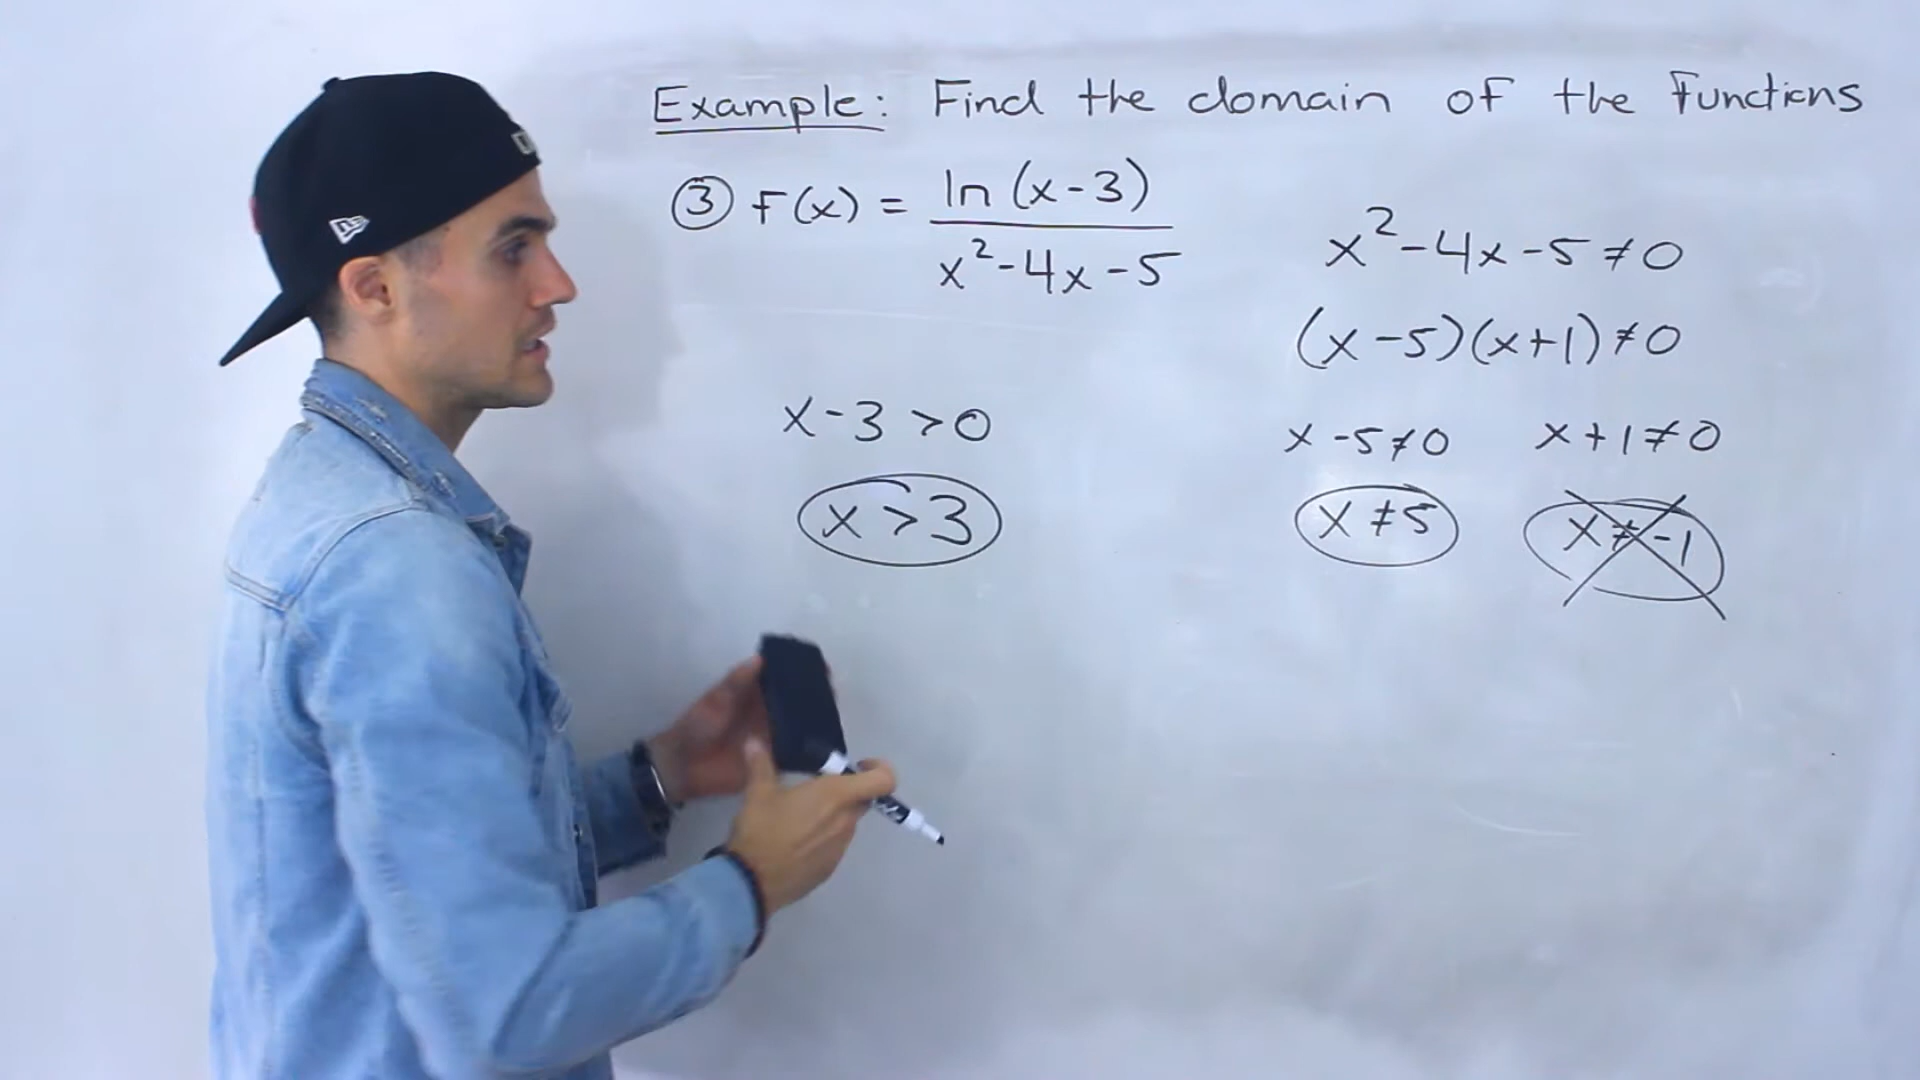 Example: Find the domain of the functions
③ f(x) = ln(x-3) / x²-4x-5
x²-4x-5≠0
(x-5)(x+1)≠0
x-3>0
x-5≠0 x+1≠0
x>3
x≠5 x≠-1